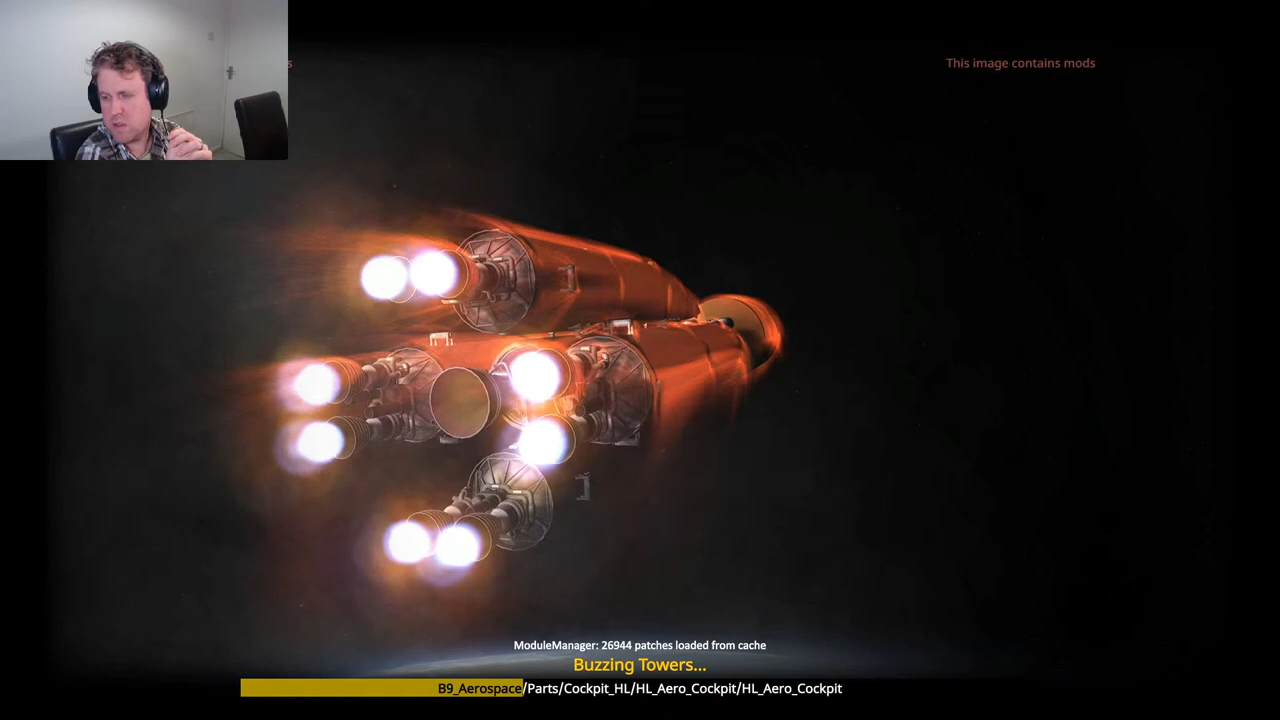 s
This image contains mods
ModuleManager: 26944 patches loaded from cache
Buzzing Towers...
B9_Aerospace/Parts/Cockpit_HL/HL_Aero_Cockpit/HL_Aero_Cockpit